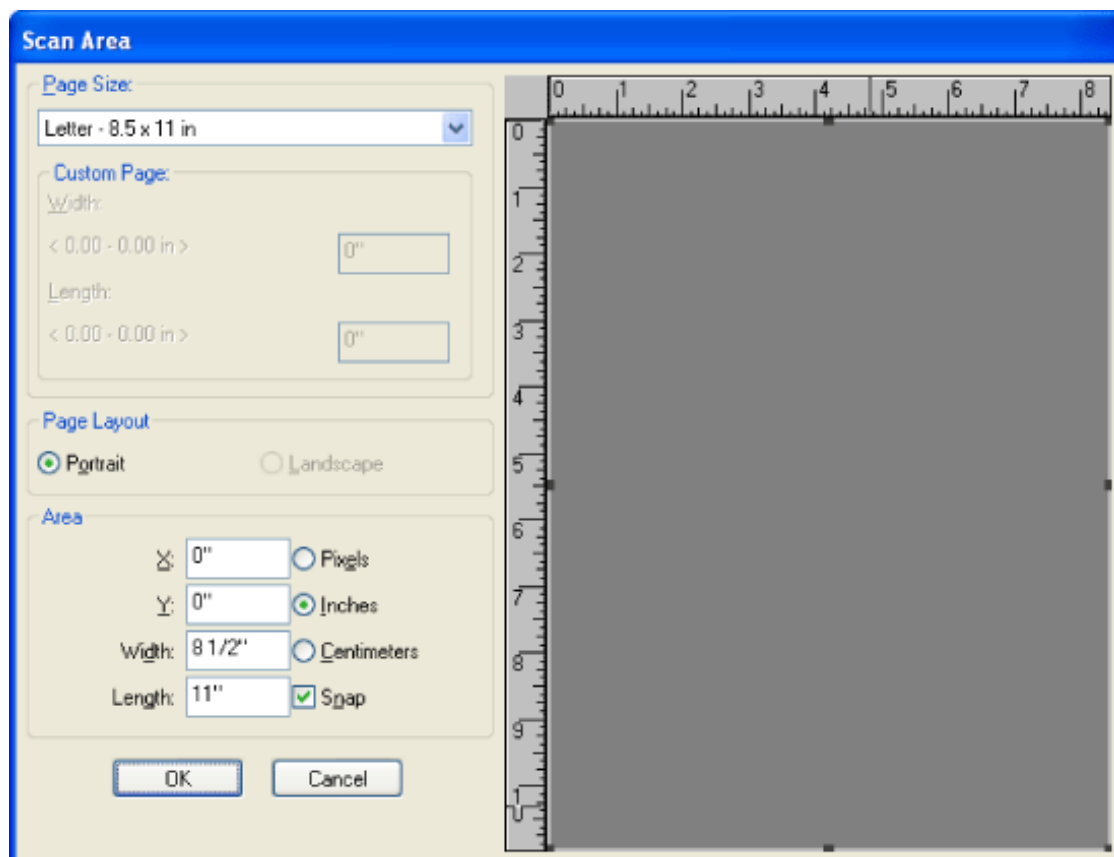 Scan Area
Page Size:
Letter - 8.5 x 11 in
Custom Page:
Width:
< 0.00 - 0.00 in >
0"
Length:
< 0.00 - 0.00 in >
0"
Page Layout
Portrait
Landscape
Area
X: 0" Pixels
Y: 0" Inches
Width: 8 1/2" Centimeters
Length: 11" Snap
OK Cancel
0 1 2 3 4 5 6 7 8
0
1
2
3
4
5
6
7
8
9
10